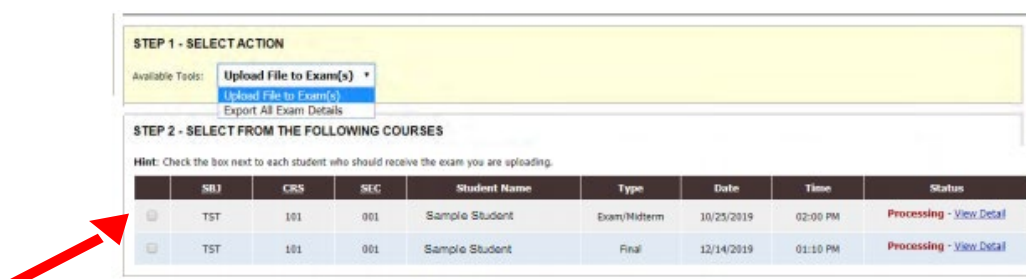 STEP 1 - SELECT ACTION
Available Tools: Upload File to Exam(s)
Upload File to Exam(s)
Export All Exam Details
STEP 2 - SELECT FROM THE FOLLOWING COURSES
Hint: Check the box next to each student who should receive the exam you are uploading.
SBJ CRS SEC Student Name Type Date Time Status
TST 101 001 Sample Student Exam/Midterm 10/25/2019 02:00 PM Processing - View Detail
TST 101 001 Sample Student Final 12/14/2019 01:10 PM Processing - View Detail